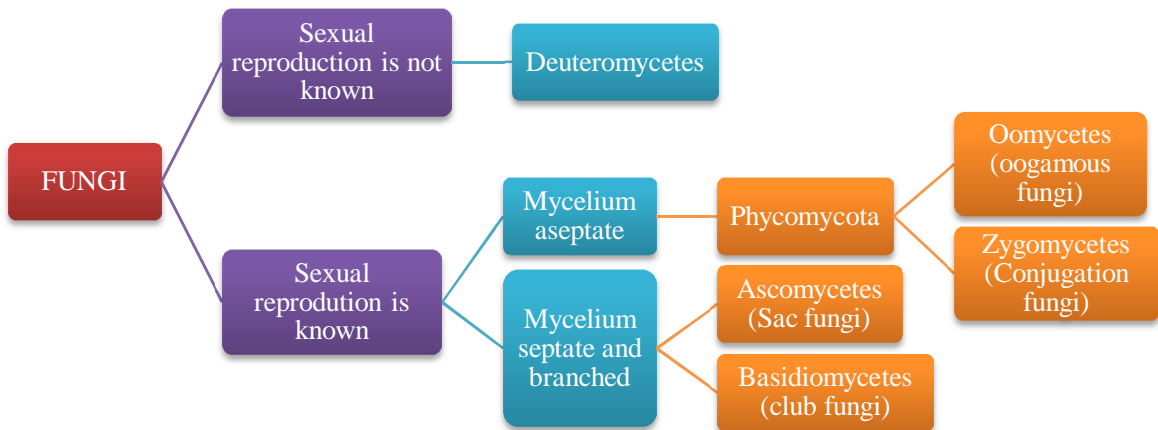 FUNGI
Sexual
reproduction is not
known
Deuteromycetes
Sexual
reprodution is
known
Mycelium
aseptate
Phycomycota
Oomycetes
(oogamous
fungi)
Zygomycetes
(Conjugation
fungi)
Mycelium
septate and
branched
Ascomycetes
(Sac fungi)
Basidiomycetes
(club fungi)